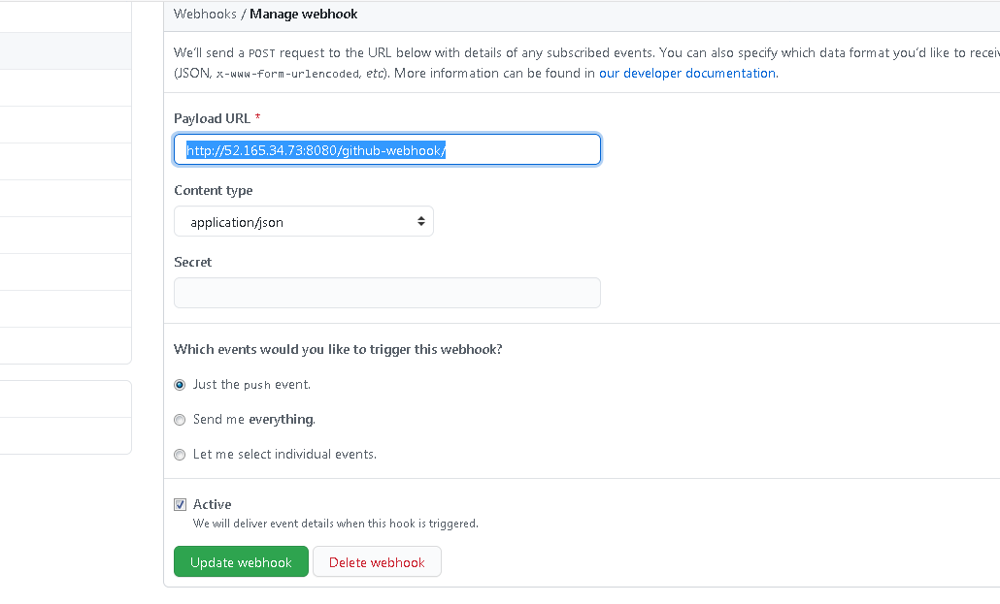 Webhooks / Manage webhook
We'll send a POST request to the URL below with details of any subscribed events. You can also specify which data format you'd like to
(JSON, x-www-form-urlencoded, etc). More information can be found in our developer documentation.
Payload URL *
http://52.165.34.73:8080/github-webhook/
Content type
application/json
Secret
Which events would you like to trigger this webhook?
Just the push event.
Send me everything.
Let me select individual events.
Active
We will deliver event details when this hook is triggered.
Update webhook
Delete webhook